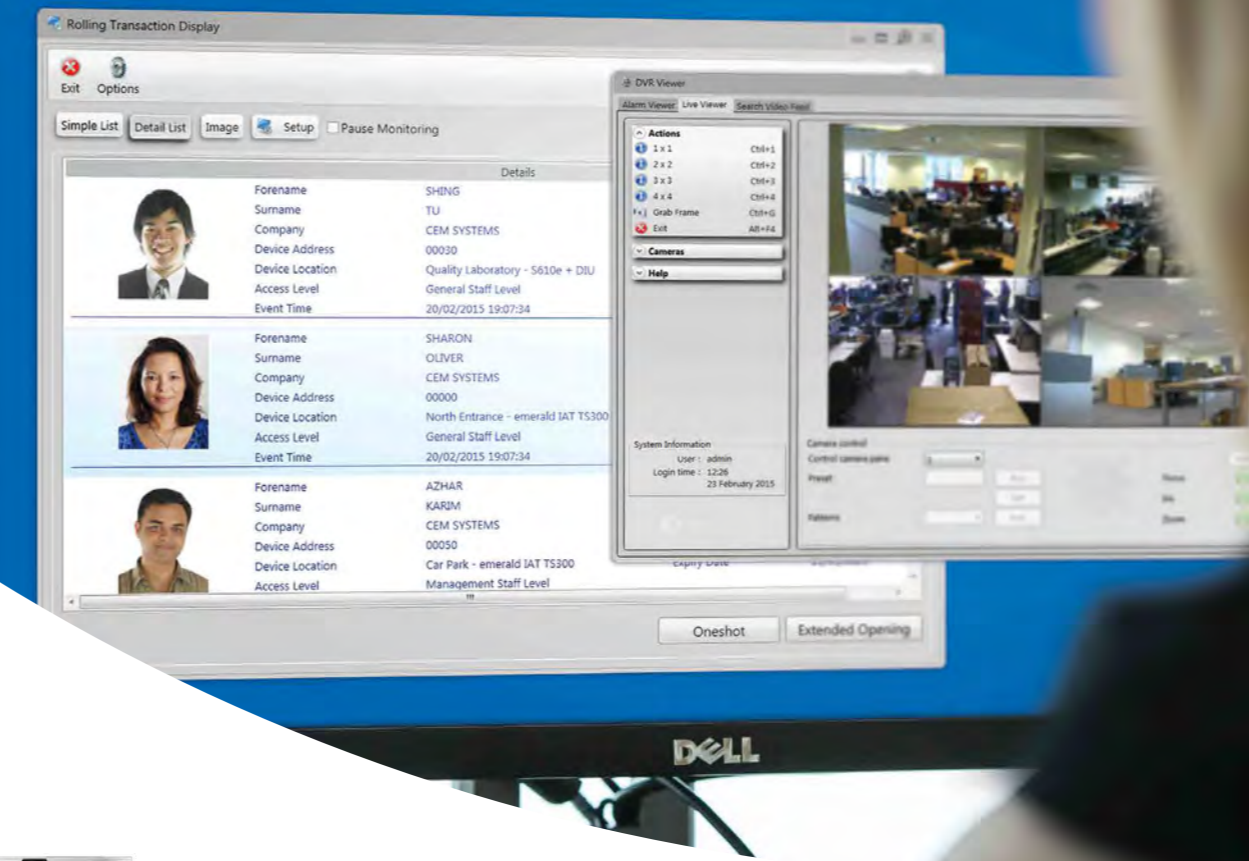 Rolling Transaction Display
Exit Options
Simple List Detail List Image Setup Pause Monitoring
Details
Forename SHING
Surname TU
Company CEM SYSTEMS
Device Address 00030
Device Location Quality Laboratory - S610e + DIU
Access Level General Staff Level
Event Time 20/02/2015 19:07:34
Forename SHARON
Surname OLIVER
Company CEM SYSTEMS
Device Address 00000
Device Location North Entrance - emerald IAT TS300
Access Level General Staff Level
Event Time 20/02/2015 19:07:34
Forename AZHAR
Surname KARIM
Company CEM SYSTEMS
Device Address 00050
Device Location Car Park - emerald IAT TS300
Access Level Management Staff Level
Expiry Date
Oneshot Extended Opening
DVR Viewer
Alarm Viewer Live Viewer Search Video Feed
Actions
1 x 1 Ctrl+1
2 x 2 Ctrl+2
3 x 3 Ctrl+3
4 x 4 Ctrl+4
Grab Frame Ctrl+G
Exit Alt+F4
Cameras
Help
System Information
User : admin
Login time : 12:26
23 February 2015
Camera control
Control camera pane
Preset
Patterns
DELL